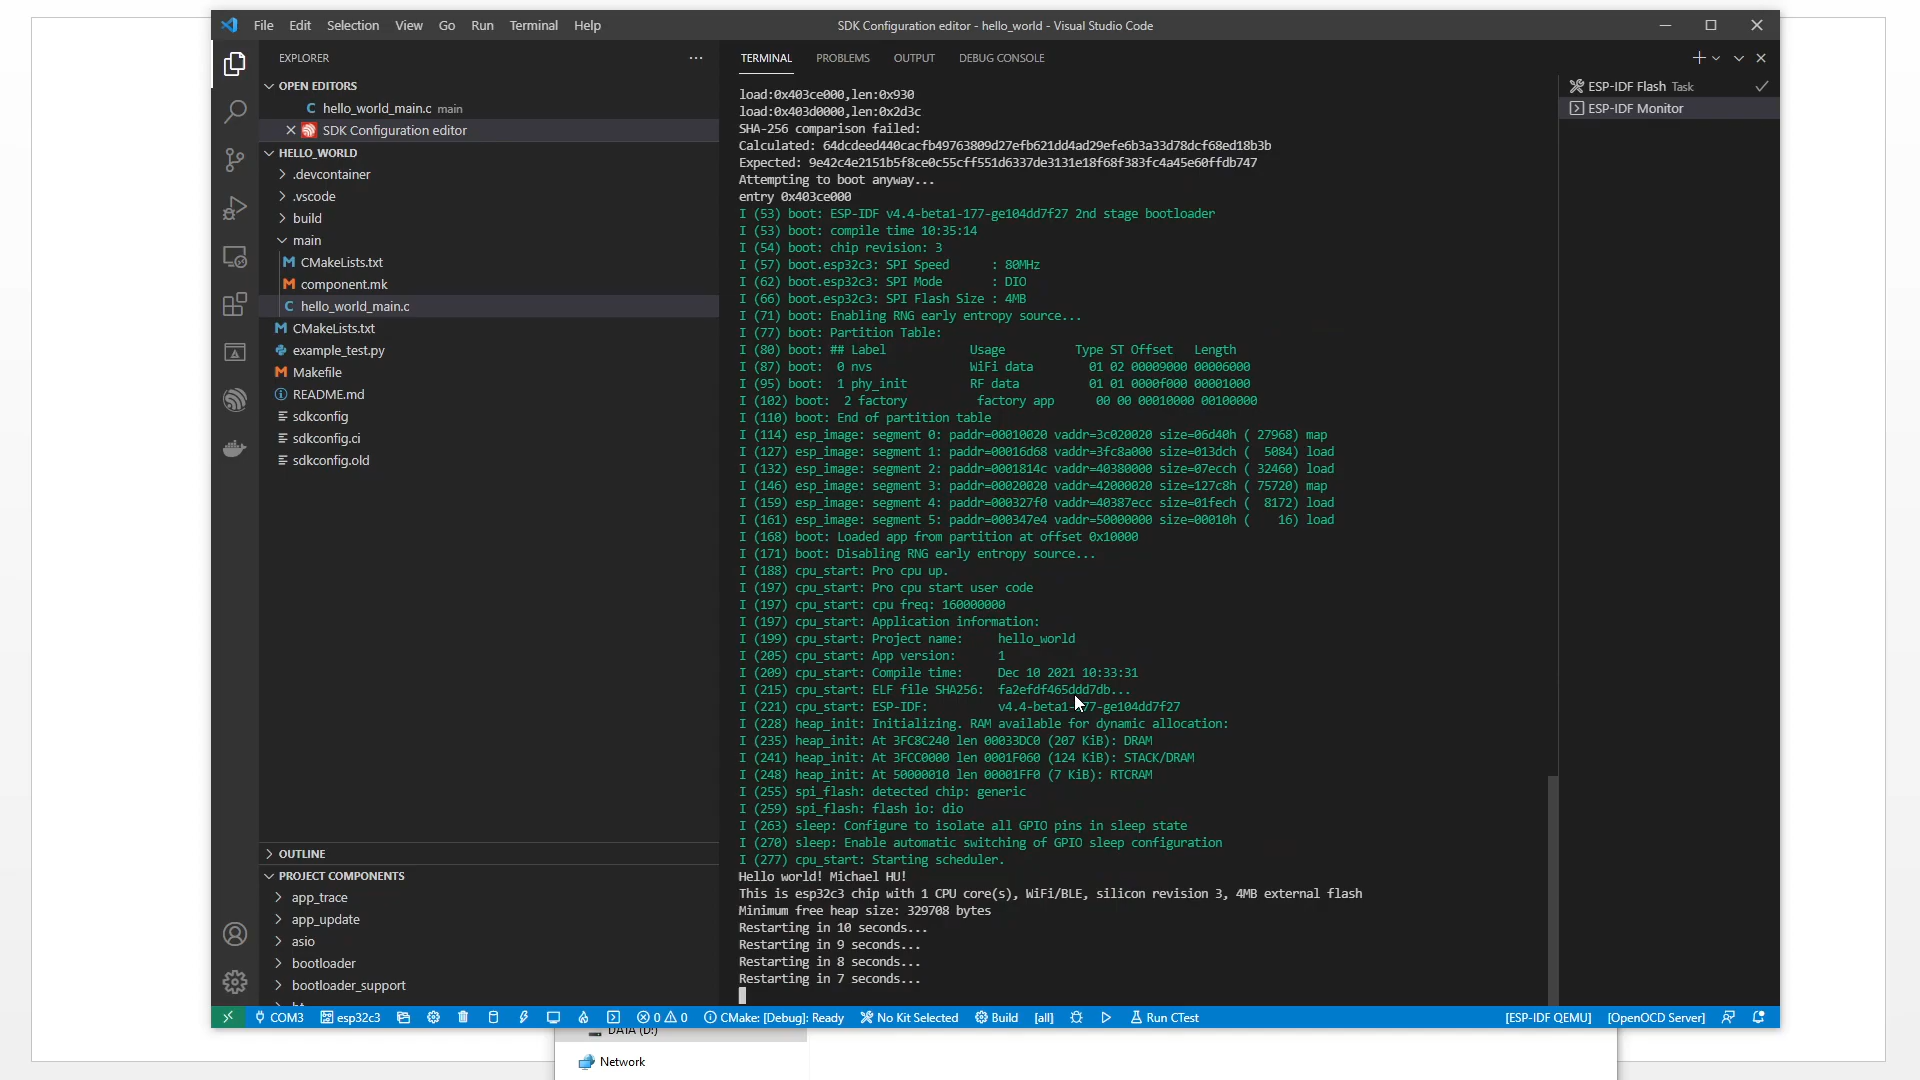 File Edit Selection View Go Run Terminal Help
SDK Configuration editor - hello_world - Visual Studio Code
EXPLORER
OPEN EDITORS
hello_world_main.c main
SDK Configuration editor
HELLO_WORLD
.devcontainer
.vscode
build
main
CMakeLists.txt
component.mk
hello_world_main.c
CMakeLists.txt
example_test.py
Makefile
README.md
sdkconfig
sdkconfig.ci
sdkconfig.old
OUTLINE
PROJECT COMPONENTS
app_trace
app_update
asio
bootloader
bootloader_support
TERMINAL PROBLEMS OUTPUT DEBUG CONSOLE
load:0x403ce000,len:0x930
load:0x403d0000,len:0x2d3c
SHA-256 comparison failed:
Calculated: 64dcdeed440cacfb49763809d27efb621dd4ad29efe6b3a33d78dcf68ed18b3b
Expected: 9e42c4e2151b5f8ce0c55cff551d6337de3131e18f68f383fc4a45e60ffdb747
Attempting to boot anyway...
entry 0x403ce000
I (53) boot: ESP-IDF v4.4-beta1-177-ge104dd7f27 2nd stage bootloader
I (53) boot: compile time 10:35:14
I (54) boot: chip revision: 3
I (57) boot.esp32c3: SPI Speed      : 80MHz
I (62) boot.esp32c3: SPI Mode       : DIO
I (66) boot.esp32c3: SPI Flash Size : 4MB
I (71) boot: Enabling RNG early entropy source...
I (77) boot: Partition Table:
I (80) boot: ## Label            Usage          Type ST Offset   Length
I (87) boot:  0 nvs              WiFi data        01 02 00009000 00006000
I (95) boot:  1 phy_init         RF data          01 01 0000f000 00001000
I (102) boot:  2 factory          factory app      00 00 00010000 00100000
I (110) boot: End of partition table
I (114) esp_image: segment 0: paddr=00010020 vaddr=3c020020 size=06d40h ( 27968) map
I (127) esp_image: segment 1: paddr=00016d68 vaddr=3fc8a000 size=013dch (  5084) load
I (132) esp_image: segment 2: paddr=0001814c vaddr=40380000 size=07ecch ( 32460) load
I (146) esp_image: segment 3: paddr=00020020 vaddr=42000020 size=127c8h ( 75720) map
I (159) esp_image: segment 4: paddr=000327f0 vaddr=40387ecc size=01fech (  8172) load
I (161) esp_image: segment 5: paddr=000347e4 vaddr=50000000 size=00010h (    16) load
I (168) boot: Loaded app from partition at offset 0x10000
I (171) boot: Disabling RNG early entropy source...
I (188) cpu_start: Pro cpu up.
I (197) cpu_start: Pro cpu start user code
I (197) cpu_start: cpu freq: 160000000
I (197) cpu_start: Application information:
I (199) cpu_start: Project name:     hello_world
I (205) cpu_start: App version:      1
I (209) cpu_start: Compile time:     Dec 10 2021 10:33:31
I (215) cpu_start: ELF file SHA256:  fa2efdf465ddd7db...
I (221) cpu_start: ESP-IDF:          v4.4-beta1-177-ge104dd7f27
I (228) heap_init: Initializing. RAM available for dynamic allocation:
I (235) heap_init: At 3FC8C240 len 00033DC0 (207 KiB): DRAM
I (241) heap_init: At 3FCC0000 len 0001F060 (124 KiB): STACK/DRAM
I (248) heap_init: At 50000010 len 00001FF0 (7 KiB): RTCRAM
I (255) spi_flash: detected chip: generic
I (259) spi_flash: flash io: dio
I (263) sleep: Configure to isolate all GPIO pins in sleep state
I (270) sleep: Enable automatic switching of GPIO sleep configuration
I (277) cpu_start: Starting scheduler.
Hello world! Michael HU!
This is esp32c3 chip with 1 CPU core(s), WiFi/BLE, silicon revision 3, 4MB external flash
Minimum free heap size: 329708 bytes
Restarting in 10 seconds...
Restarting in 9 seconds...
Restarting in 8 seconds...
Restarting in 7 seconds...
ESP-IDF Flash Task
ESP-IDF Monitor
COM3 esp32c3 0 0 CMake: [Debug]: Ready No Kit Selected Build [all] Run CTest [ESP-IDF QEMU] [OpenOCD Server]
DATA (D:)
Network